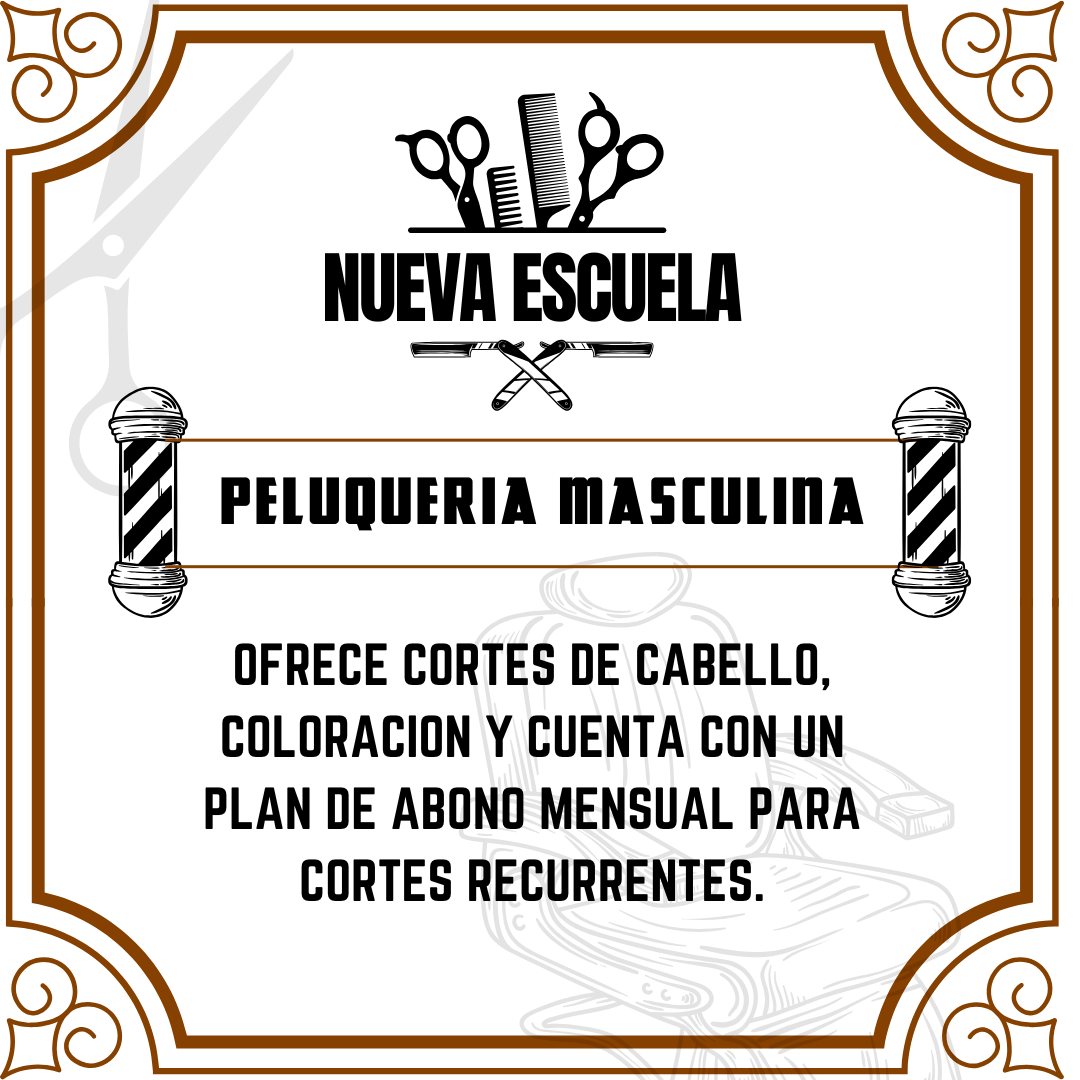 NUEVA ESCUELA
PELUQUERIA MASCULINA
OFRECE CORTES DE CABELLO,
COLORACION Y CUENTA CON UN
PLAN DE ABONO MENSUAL PARA
CORTES RECURRENTES.